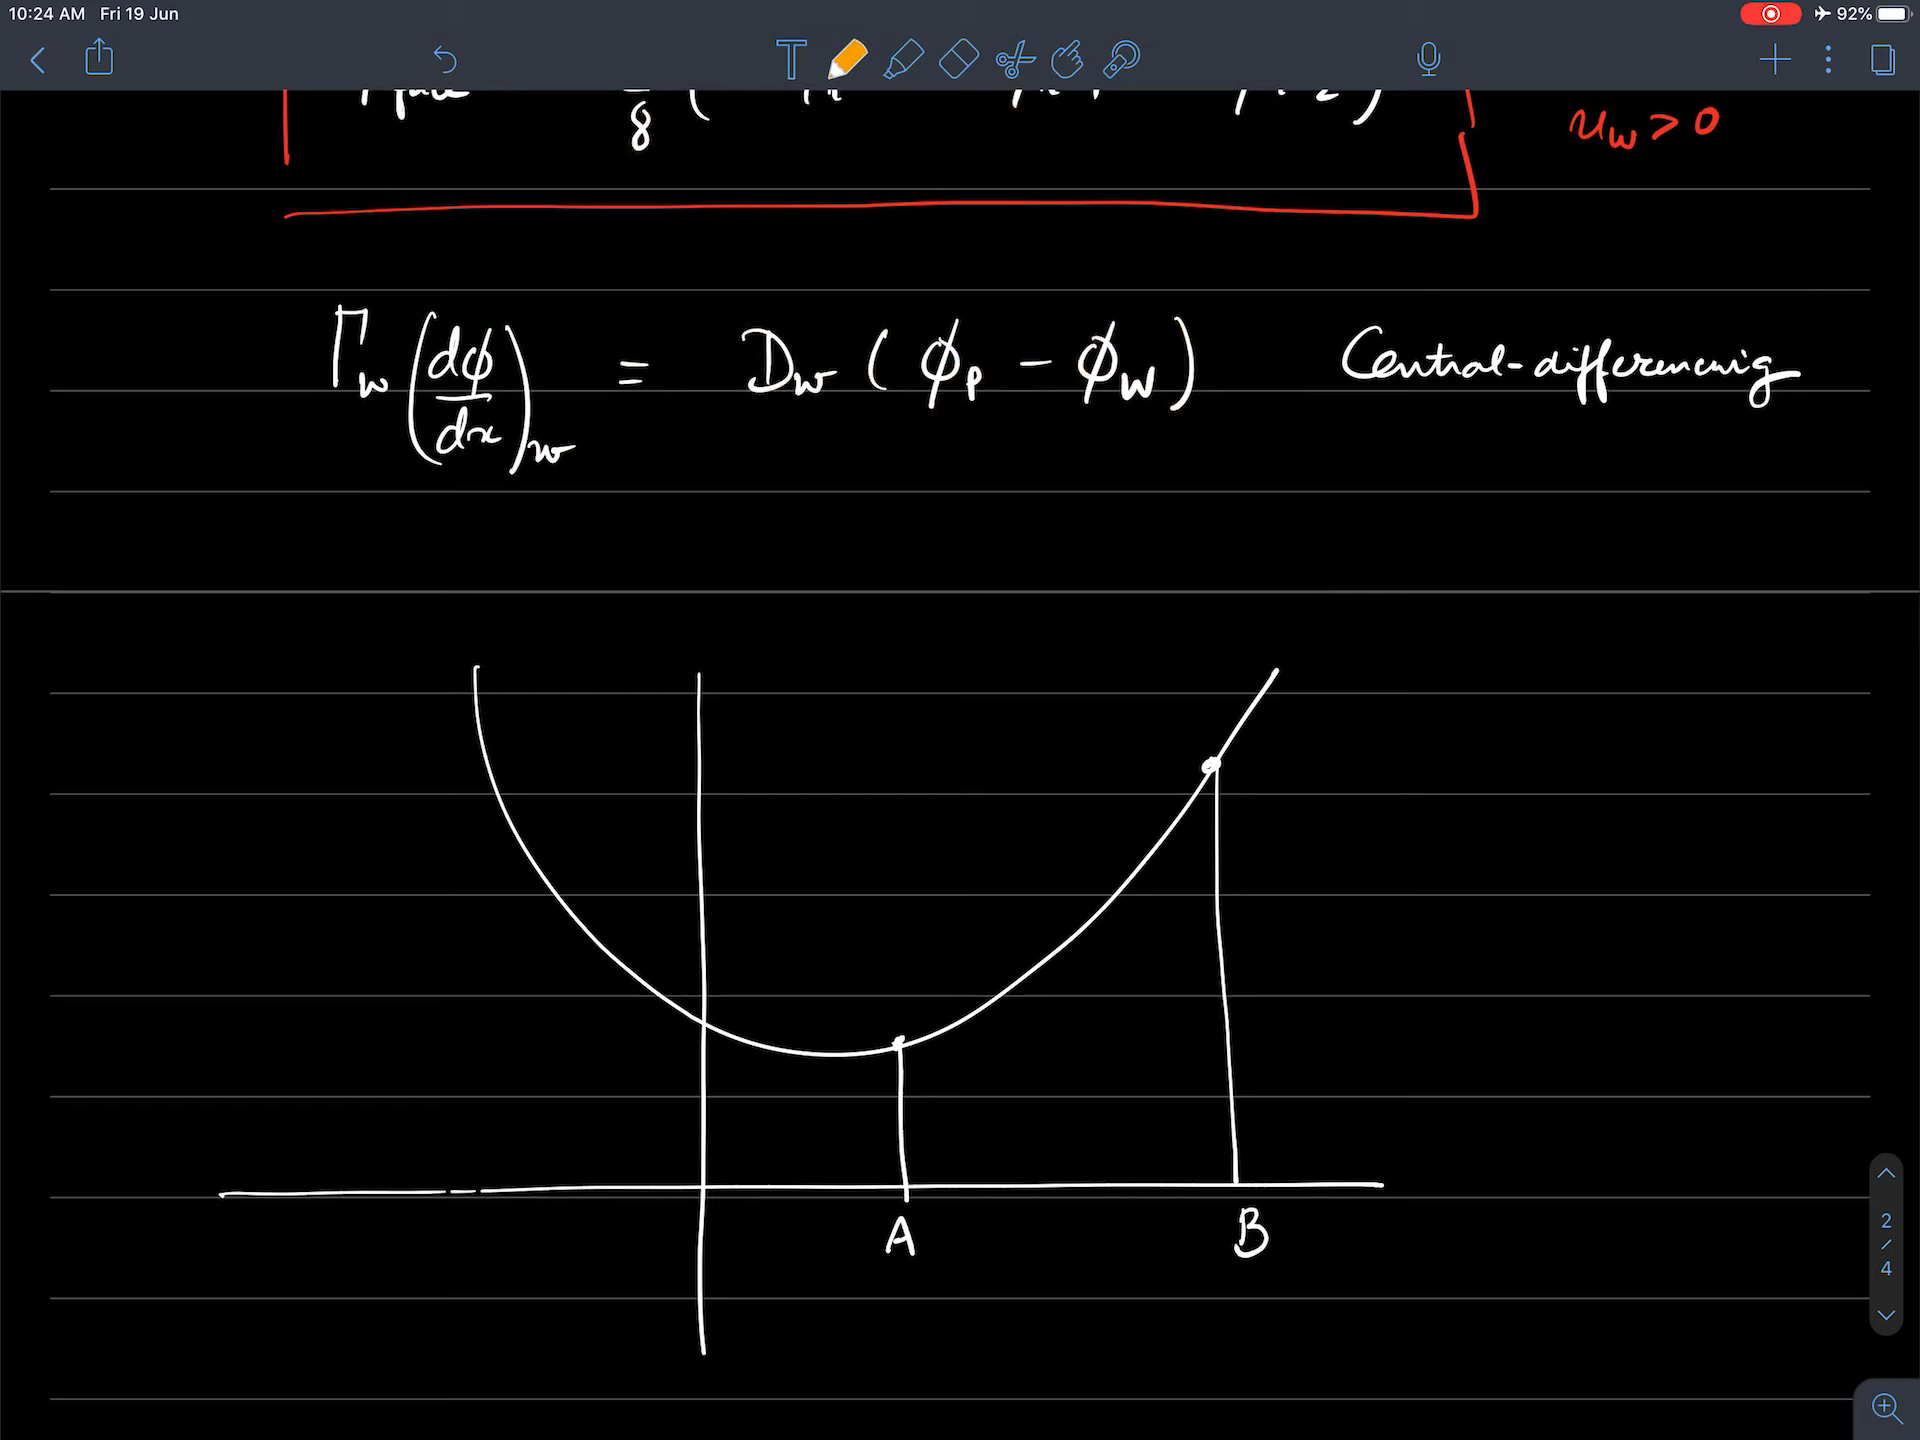 10:24 AM Fri 19 Jun
92%
8
u_w > 0
Γ_w (dφ/dx)_w = D_w ( φ_P − φ_W ) Central-differencing
A B
2
/
4